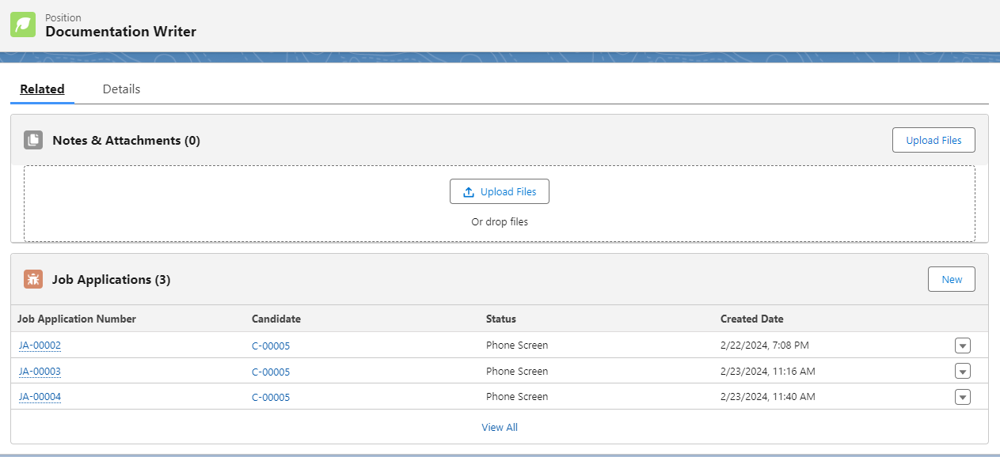 Position
Documentation Writer
Related Details
Notes & Attachments (0) Upload Files
Upload Files
Or drop files
Job Applications (3) New
Job Application Number Candidate Status Created Date
JA-00002 C-00005 Phone Screen 2/22/2024, 7:08 PM
JA-00003 C-00005 Phone Screen 2/23/2024, 11:16 AM
JA-00004 C-00005 Phone Screen 2/23/2024, 11:40 AM
View All